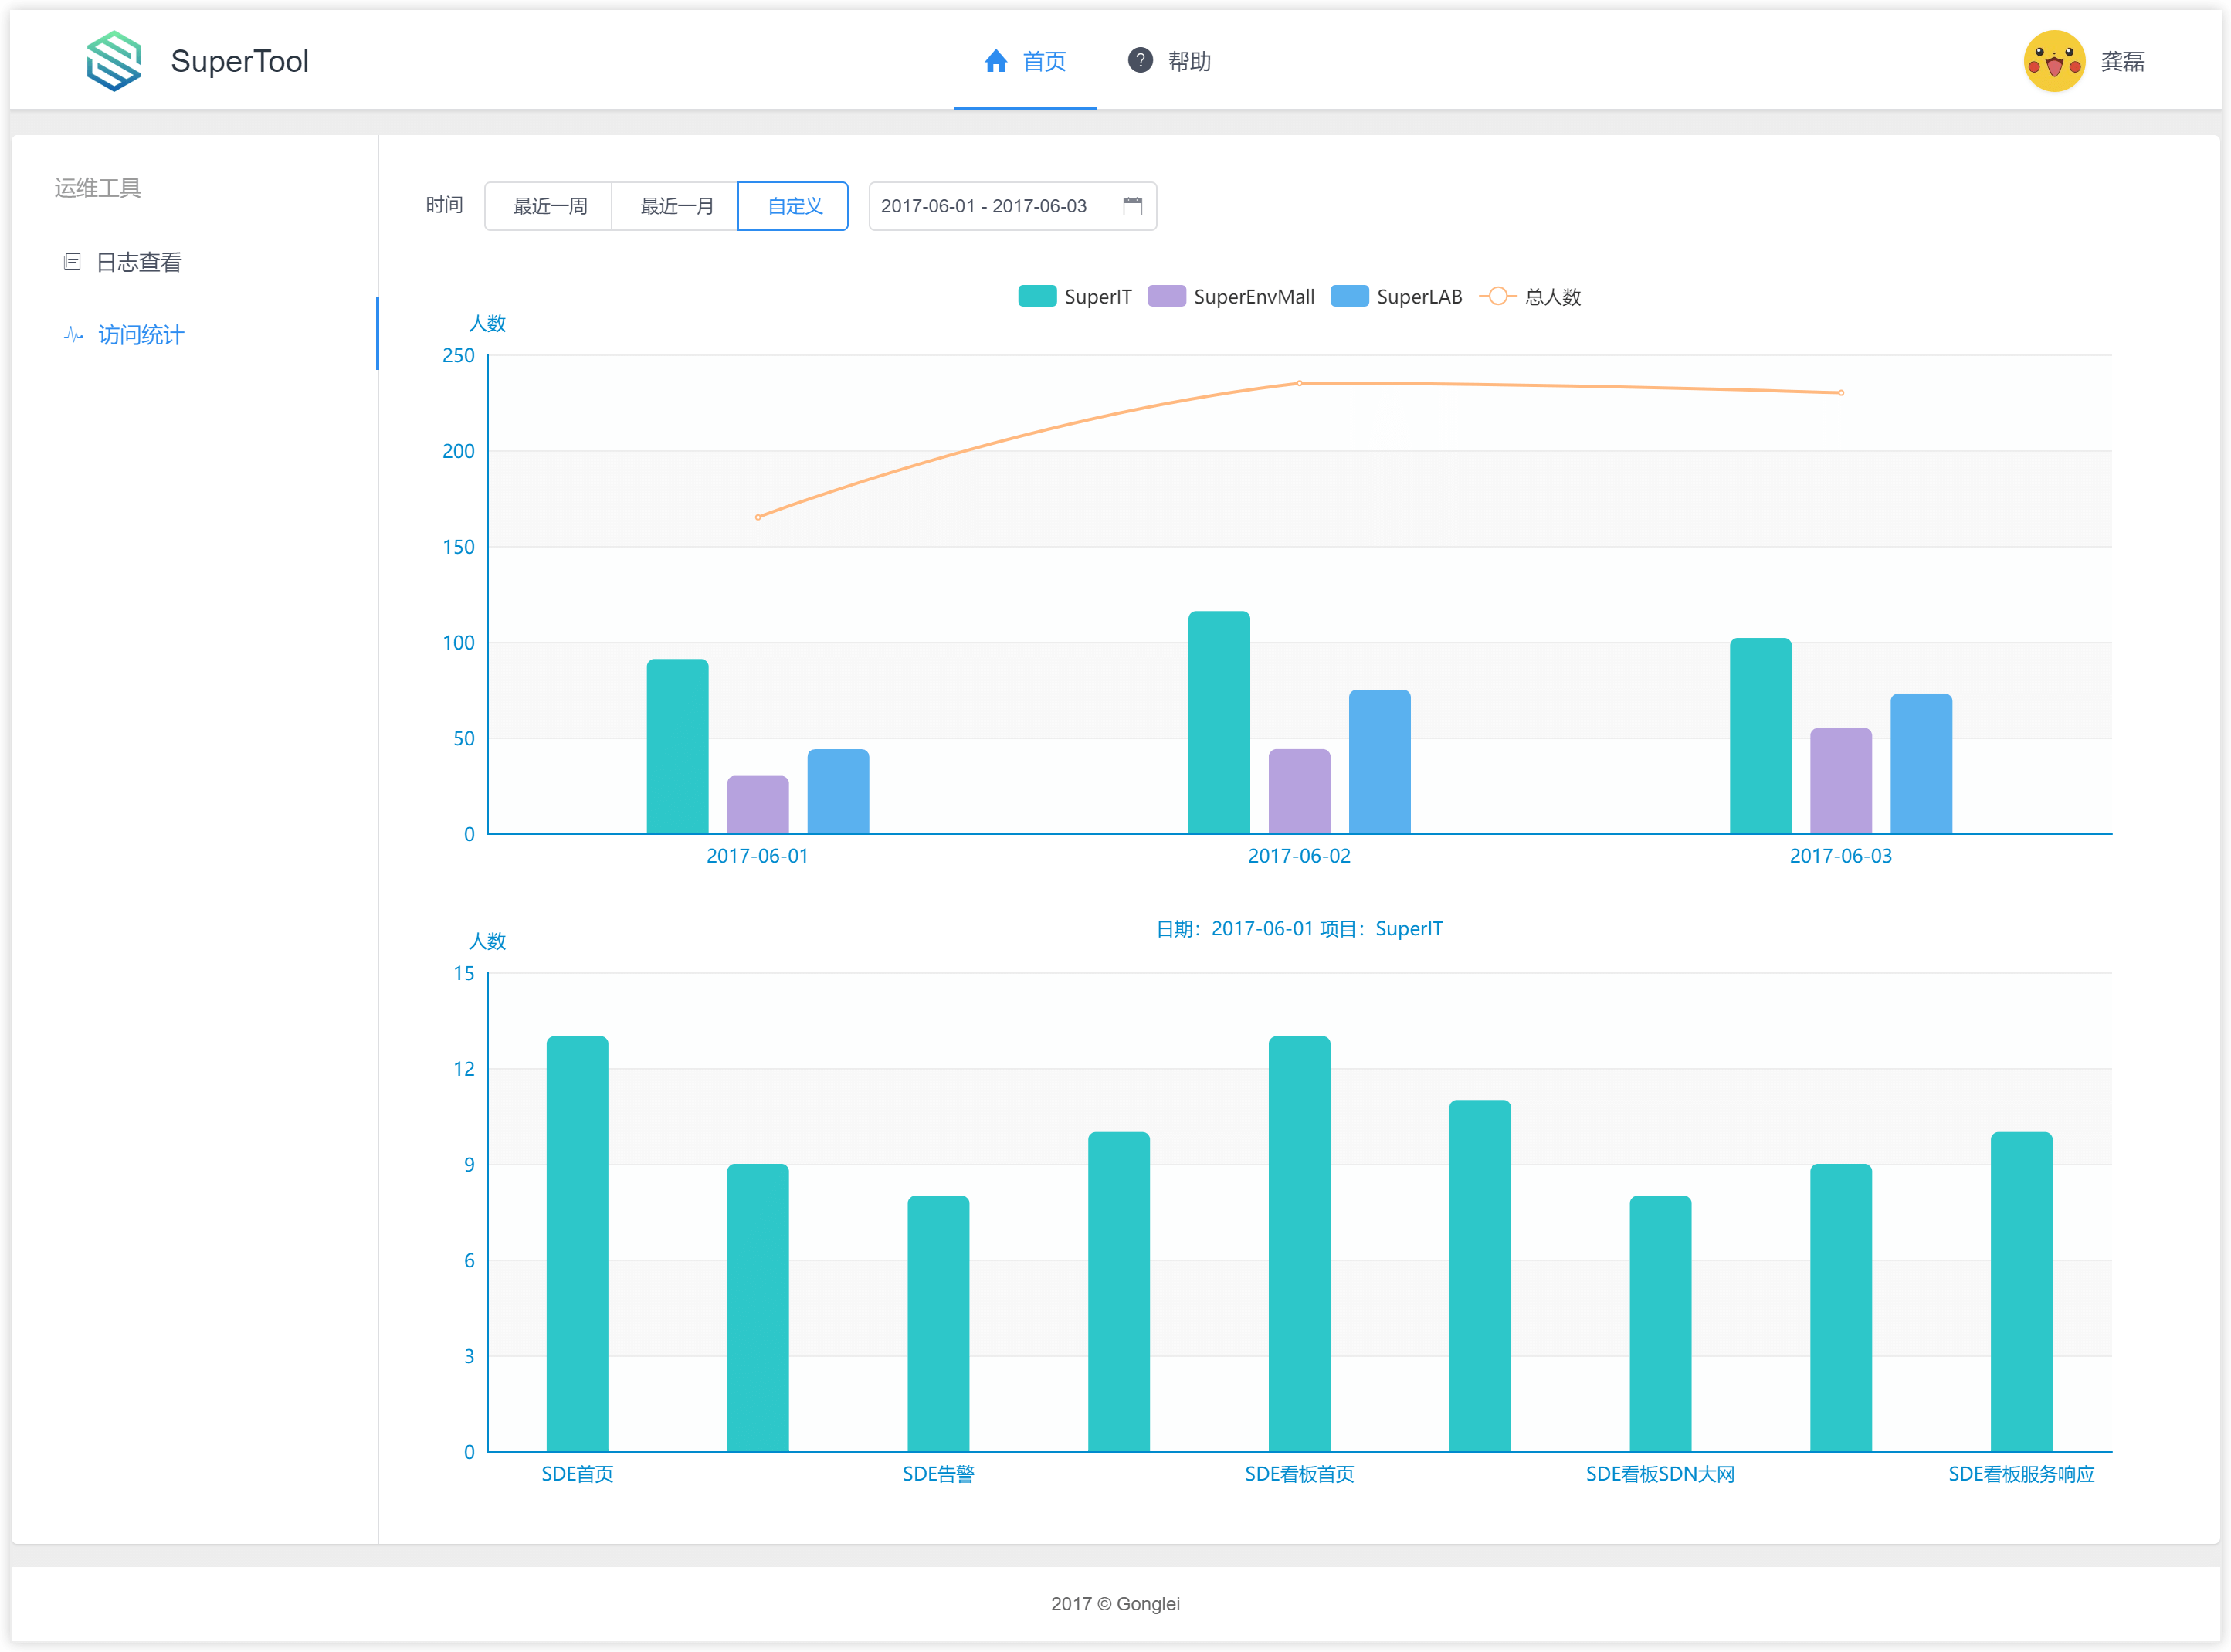 SuperTool 首页 ? 帮助 龚磊
运维工具
日志查看
访问统计
时间 最近一周 最近一月 自定义 2017-06-01 - 2017-06-03
SuperIT SuperEnvMall SuperLAB 总人数
人数
250
200
150
100
50
0
2017-06-01 2017-06-02 2017-06-03
日期：2017-06-01 项目：SuperIT
人数
15
12
9
6
3
0
SDE首页 SDE告警 SDE看板首页 SDE看板SDN大网 SDE看板服务响应
2017 © Gonglei